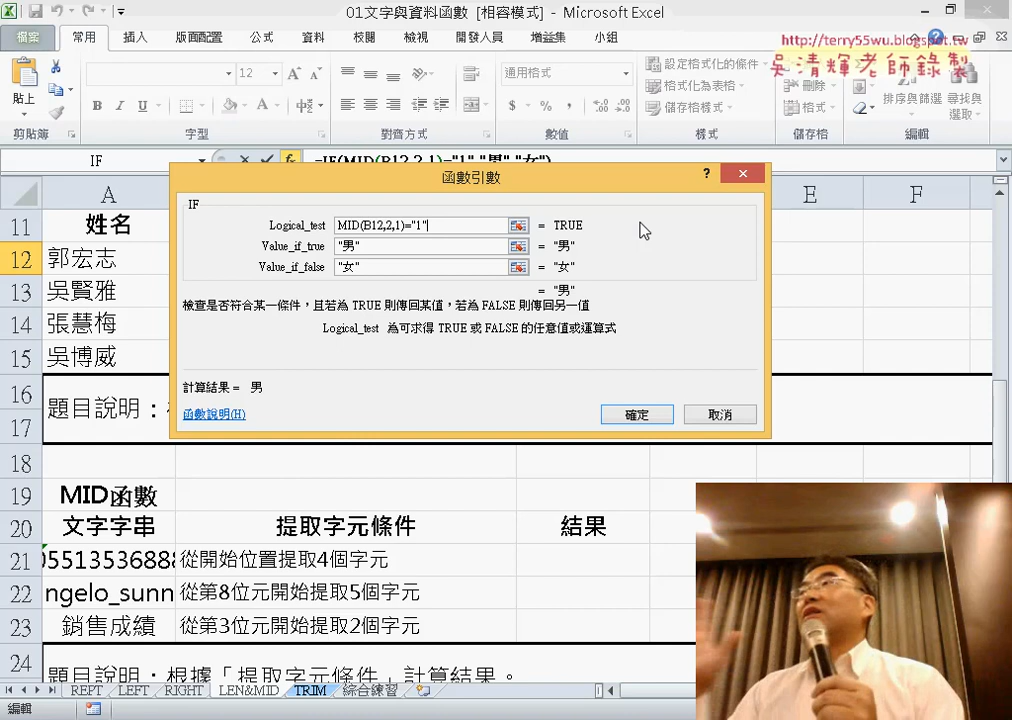 01文字與資料函數 [相容模式] - Microsoft Excel
檔案 常用 插入 版面配置 公式 資料 校閱 檢視 開發人員 增益集 小組
http://terry55wu.blogspot.tw
吳清輝老師錄製
貼上 12 通用格式 設定格式化的條件 格式化為表格 儲存格樣式 刪除 格式 排序與篩選 尋找與選取
剪貼簿 字型 對齊方式 數值 樣式 儲存格 編輯
IF =IF(MID(B12,2,1)="1","男","女")
函數引數
IF
Logical_test MID(B12,2,1)="1" = TRUE
Value_if_true "男" = "男"
Value_if_false "女" = "女"
= "男"
檢查是否符合某一條件，且若為 TRUE 則傳回某值，若為 FALSE 則傳回另一值
Logical_test 為可求得 TRUE 或 FALSE 的任意值或運算式
計算結果 = 男
函數說明(H) 確定 取消
A E F
11 姓名
12 郭宏志
13 吳賢雅
14 張慧梅
15 吳博威
16 題目說明：
17
18
19 MID函數
20 文字字串 提取字元條件 結果
21 551353688 從開始位置提取4個字元
22 ngelo_sunn 從第8位元開始提取5個字元
23 銷售成績 從第3位元開始提取2個字元
24 題目說明：根據「提取字元條件」計算結果。
REPT LEFT RIGHT LEN&MID TRIM 綜合練習
編輯